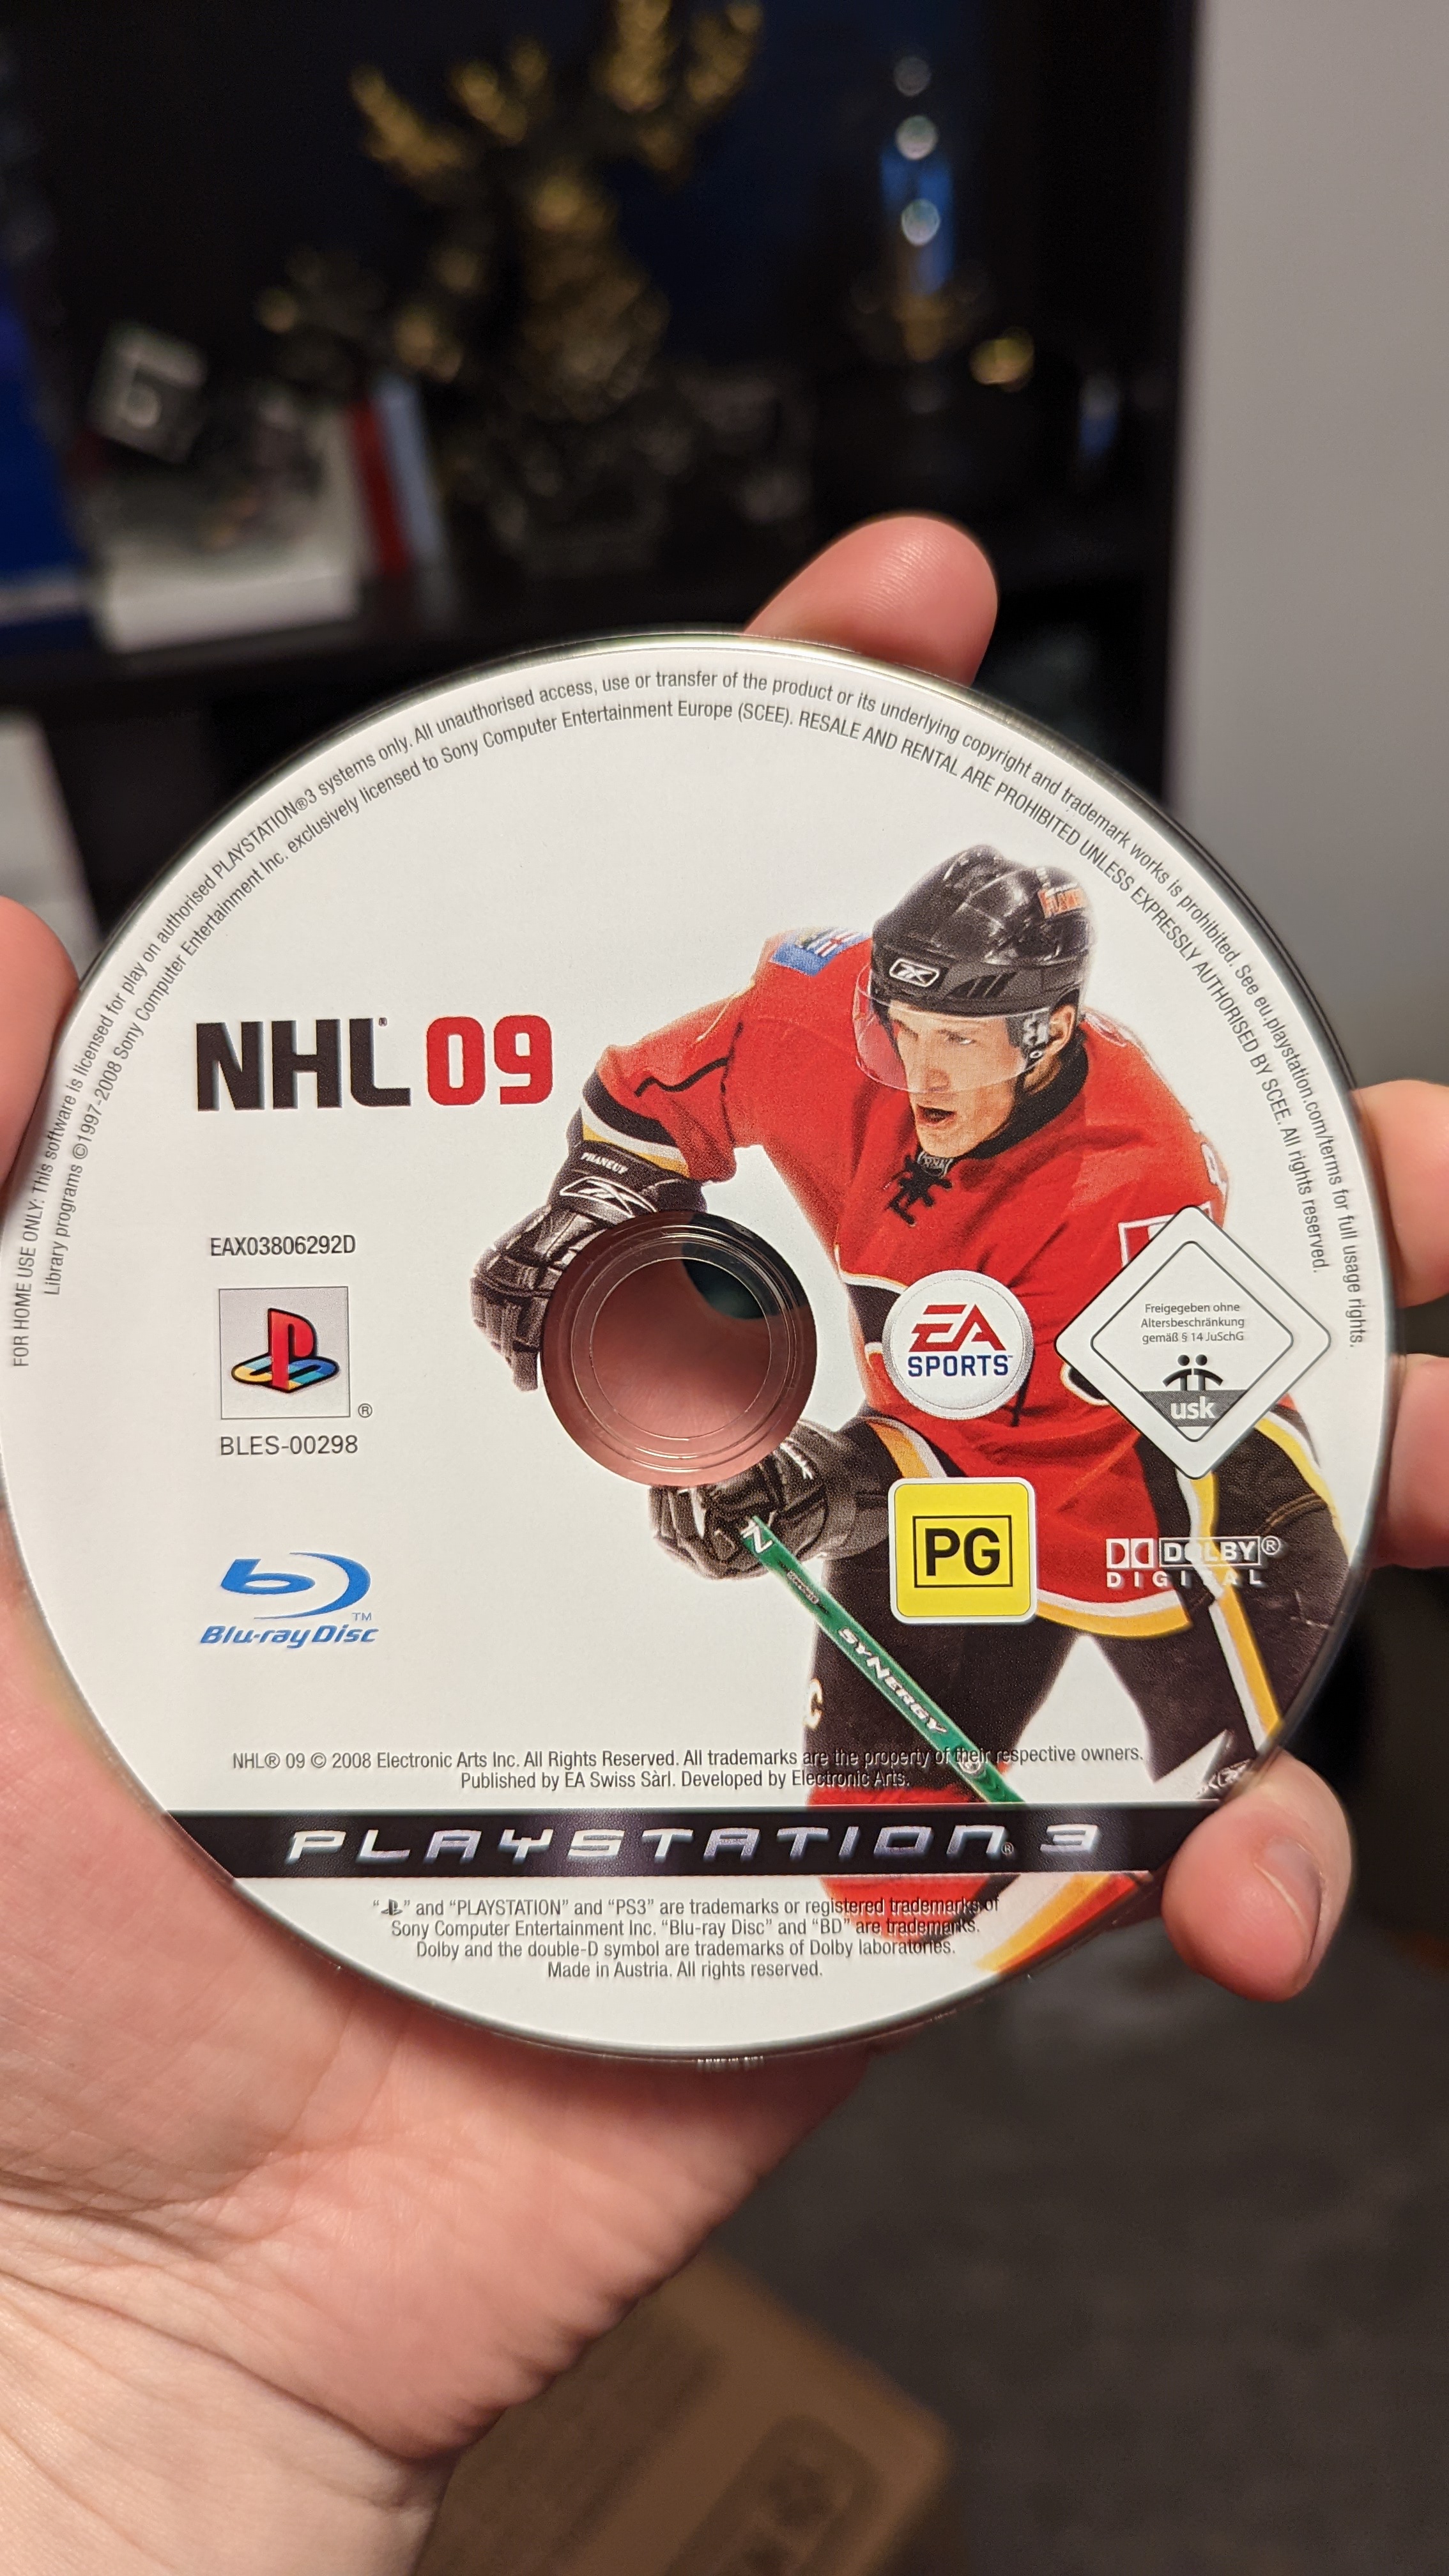 FOR HOME USE ONLY: This software is licensed for play on authorised PLAYSTATION®3 systems only. All unauthorised access, use or transfer of the product or its underlying copyright and trademark works is prohibited. See eu.playstation.com/terms for full usage rights.
Library programs ©1997-2008 Sony Computer Entertainment Inc. exclusively licensed to Sony Computer Entertainment Europe (SCEE). RESALE AND RENTAL ARE PROHIBITED UNLESS EXPRESSLY AUTHORISED BY SCEE. All rights reserved.
NHL® 09
PHANEUF
EAX03806292D
®
BLES-00298
EA
SPORTS™
Freigegeben ohne
Altersbeschränkung
gemäß § 14 JuSchG
usk
PG
DOLBY®
DIGITAL
Blu-ray Disc
TM
SYNERGY
NHL® 09 © 2008 Electronic Arts Inc. All Rights Reserved. All trademarks are the property of their respective owners.
Published by EA Swiss Sàrl. Developed by Electronic Arts.
PLAYSTATION® 3
" " and "PLAYSTATION" and "PS3" are trademarks or registered trademarks of
Sony Computer Entertainment Inc. "Blu-ray Disc" and "BD" are trademarks.
Dolby and the double-D symbol are trademarks of Dolby laboratories.
Made in Austria. All rights reserved.